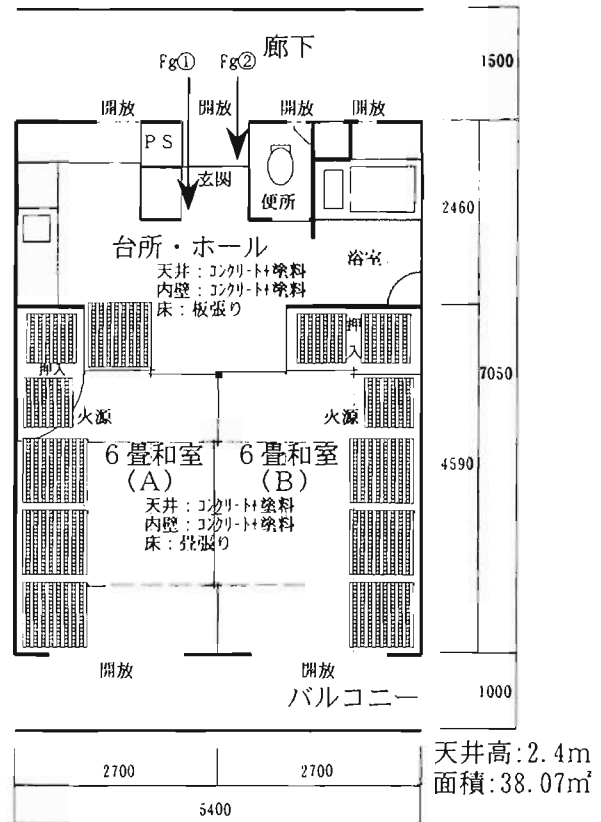 廊下
Fg① Fg②
1500
開放 開放 開放 開放
PS
玄関
便所
2460
台所・ホール
浴室
天井:コンクリート+塗料
内壁:コンクリート+塗料
床:板張り
押入
押入
7050
火源 火源
4590
6畳和室
(A)
6畳和室
(B)
天井:コンクリート+塗料
内壁:コンクリート+塗料
床:畳張り
開放 開放
バルコニー
1000
2700 2700
5400
天井高:2.4m
面積:38.07㎡